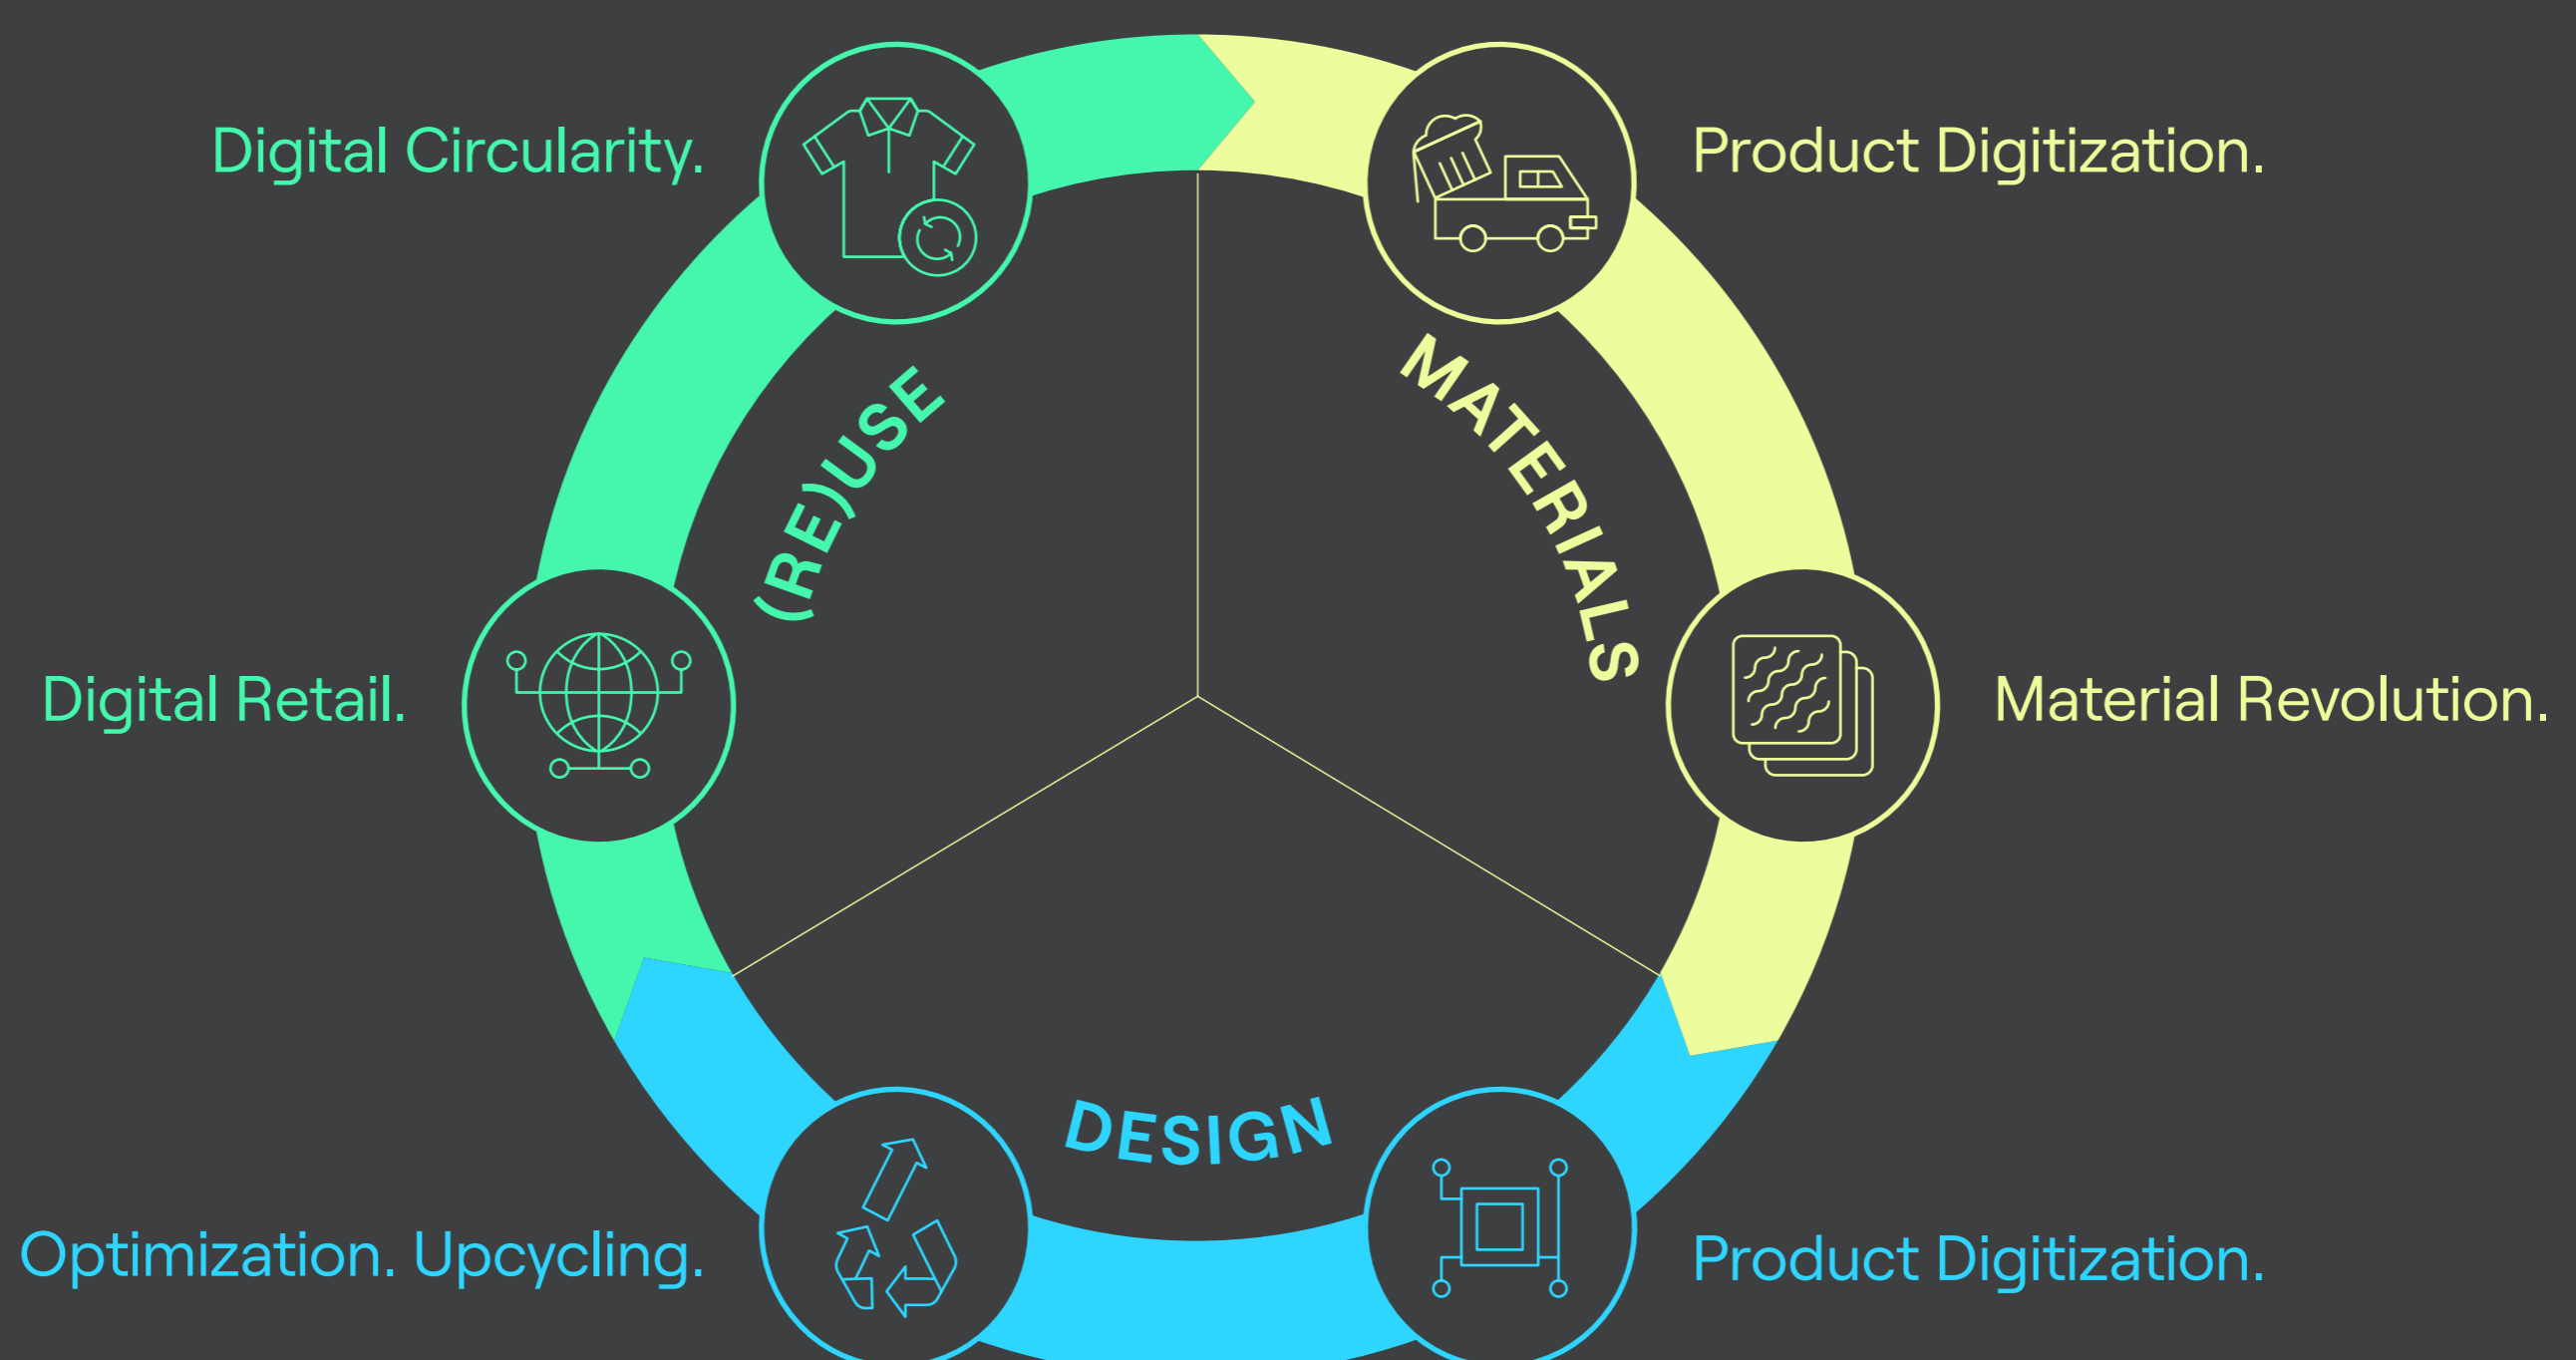 Digital Circularity.
Product Digitization.
(RE)USE
MATERIALS
Digital Retail.
Material Revolution.
DESIGN
Optimization. Upcycling.
Product Digitization.